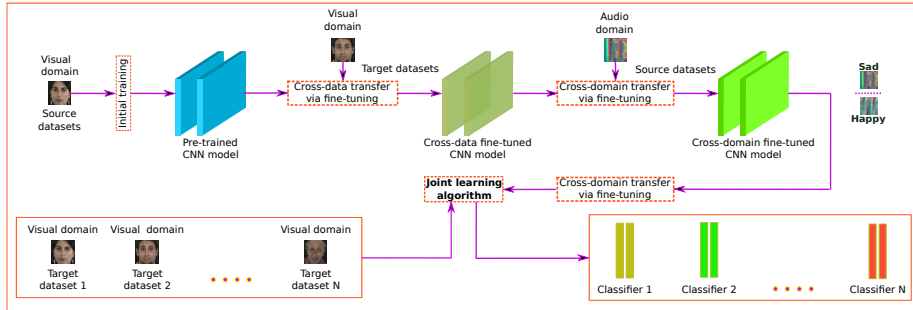 Visual
domain
Source
datasets
Initial training
Pre-trained
CNN model
Visual
domain
Target datasets
Cross-data transfer
via fine-tuning
Cross-data fine-tuned
CNN model
Audio
domain
Source datasets
Cross-domain transfer
via fine-tuning
Cross-domain fine-tuned
CNN model
Sad
Happy
Cross-domain transfer
via fine-tuning
Joint learning
algorithm
Visual domain
Target
dataset 1
Visual domain
Target
dataset 2
Visual domain
Target
dataset N
Classifier 1
Classifier 2
Classifier N